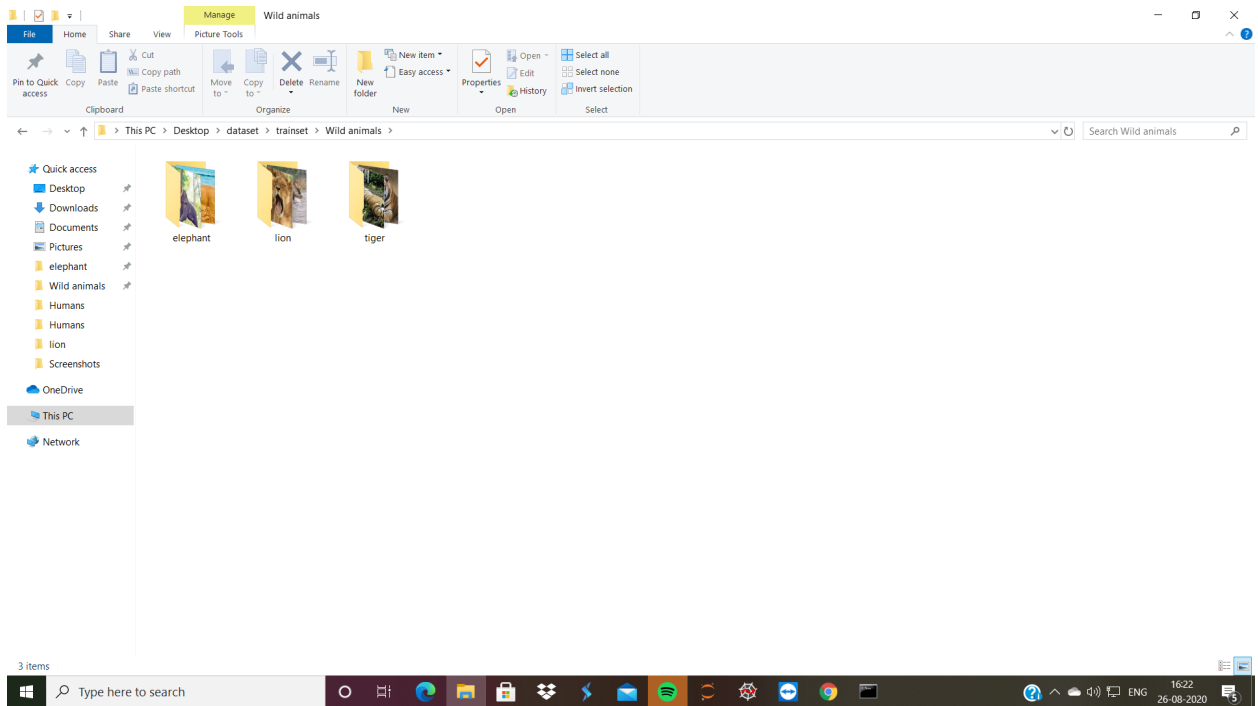 Manage Wild animals
File Home Share View Picture Tools
Pin to Quick access
Copy
Paste
Cut
Copy path
Paste shortcut
Clipboard
Move to
Copy to
Delete
Rename
Organize
New folder
New item
Easy access
New
Properties
Open
Edit
History
Open
Select all
Select none
Invert selection
Select
This PC > Desktop > dataset > trainset > Wild animals >
Search Wild animals
Quick access
Desktop
Downloads
Documents
Pictures
elephant
Wild animals
Humans
Humans
lion
Screenshots
OneDrive
This PC
Network
elephant lion tiger
3 items
Type here to search
ENG
16:22
26-08-2020
5